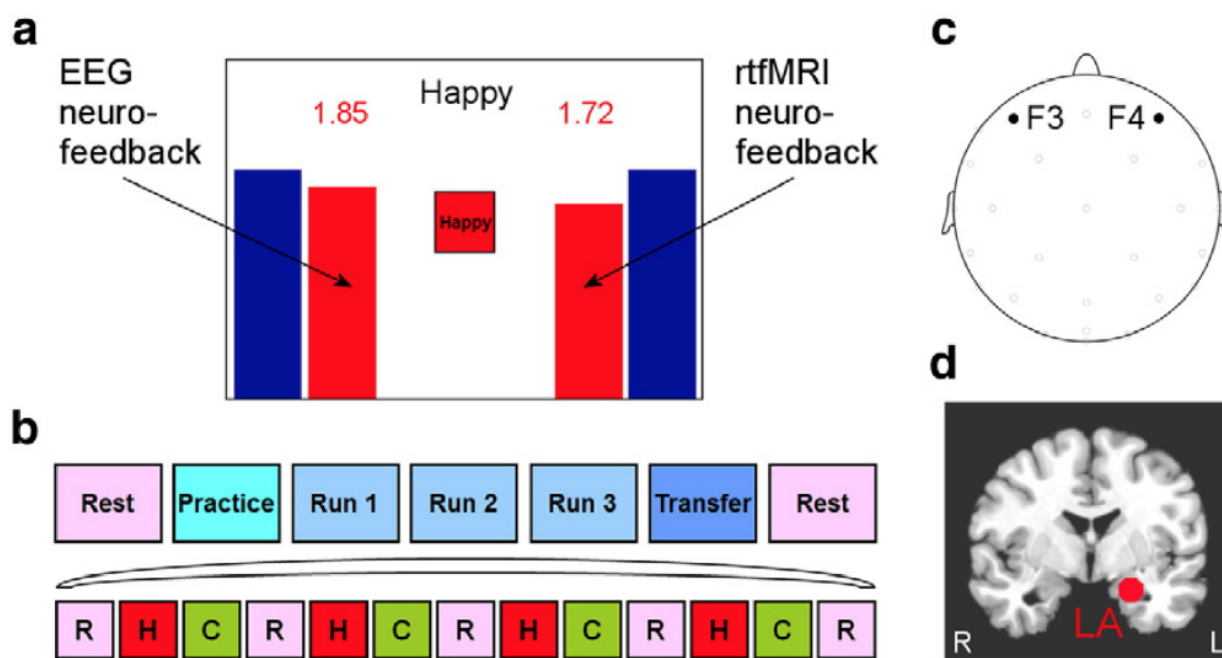 a
EEG
neuro-
feedback
Happy
1.85
1.72
rtfMRI
neuro-
feedback
Happy
b
Rest Practice Run 1 Run 2 Run 3 Transfer Rest
R H C R H C R H C R H C R
c
F3 F4
d
LA
R L